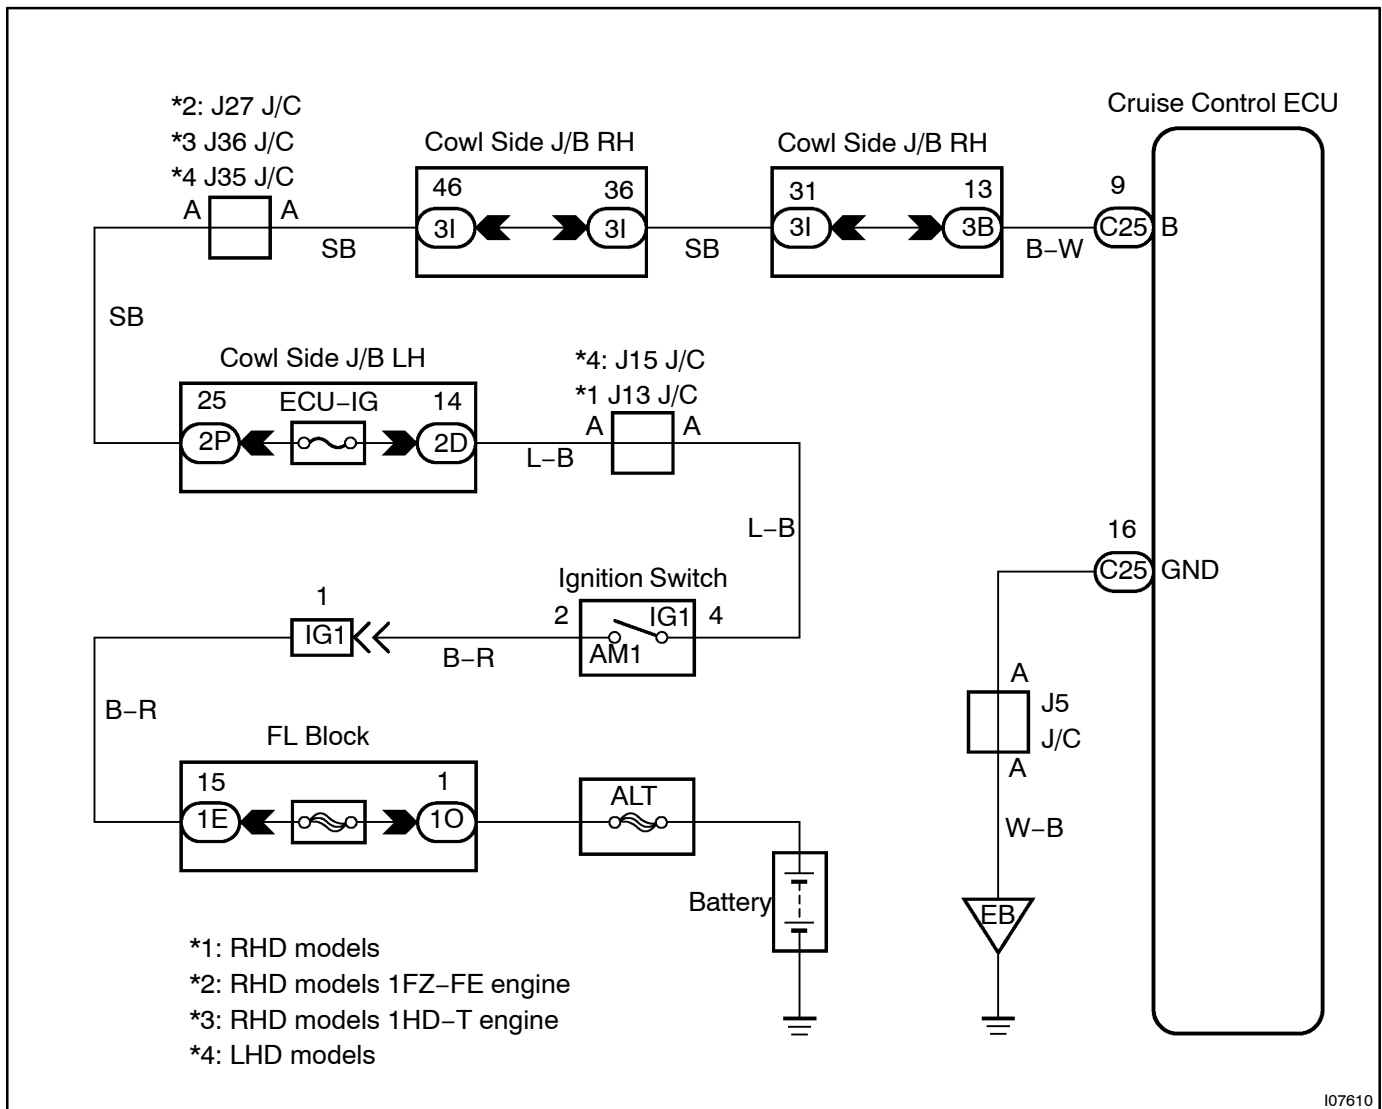 Cruise Control ECU
*2: J27 J/C
*3 J36 J/C
*4 J35 J/C
A A
Cowl Side J/B RH
46 36
3I 3I
Cowl Side J/B RH
31 13
3I 3B
9
C25 B
SB
SB
B–W
SB
Cowl Side J/B LH
25 ECU–IG 14
2P 2D
*4: J15 J/C
*1 J13 J/C
A A
L–B
L–B
16
C25 GND
Ignition Switch
1
IG1
2 IG1 4
AM1
B–R
B–R
A
J5
J/C
A
FL Block
15 1
1E 1O
ALT
W–B
Battery
EB
*1: RHD models
*2: RHD models 1FZ–FE engine
*3: RHD models 1HD–T engine
*4: LHD models
I07610